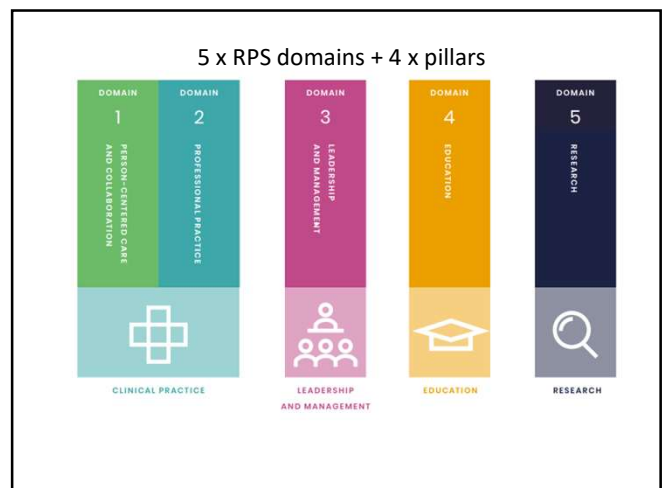 5 x RPS domains + 4 x pillars
DOMAIN
1
PERSON-CENTERED CARE
AND COLLABORATION
DOMAIN
2
PROFESSIONAL PRACTICE
DOMAIN
3
LEADERSHIP
AND MANAGEMENT
DOMAIN
4
EDUCATION
DOMAIN
5
RESEARCH
CLINICAL PRACTICE
LEADERSHIP
AND MANAGEMENT
EDUCATION
RESEARCH